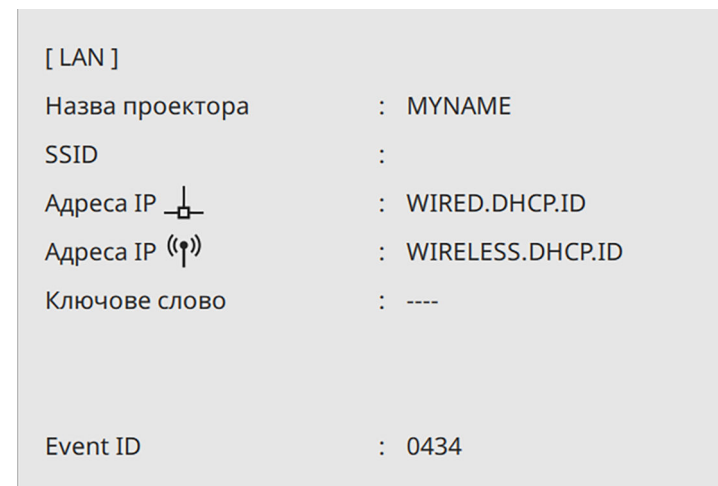 [ LAN ]
Назва проектора : MYNAME
SSID :
Адреса IP : WIRED.DHCP.ID
Адреса IP : WIRELESS.DHCP.ID
Ключове слово : ----
Event ID : 0434